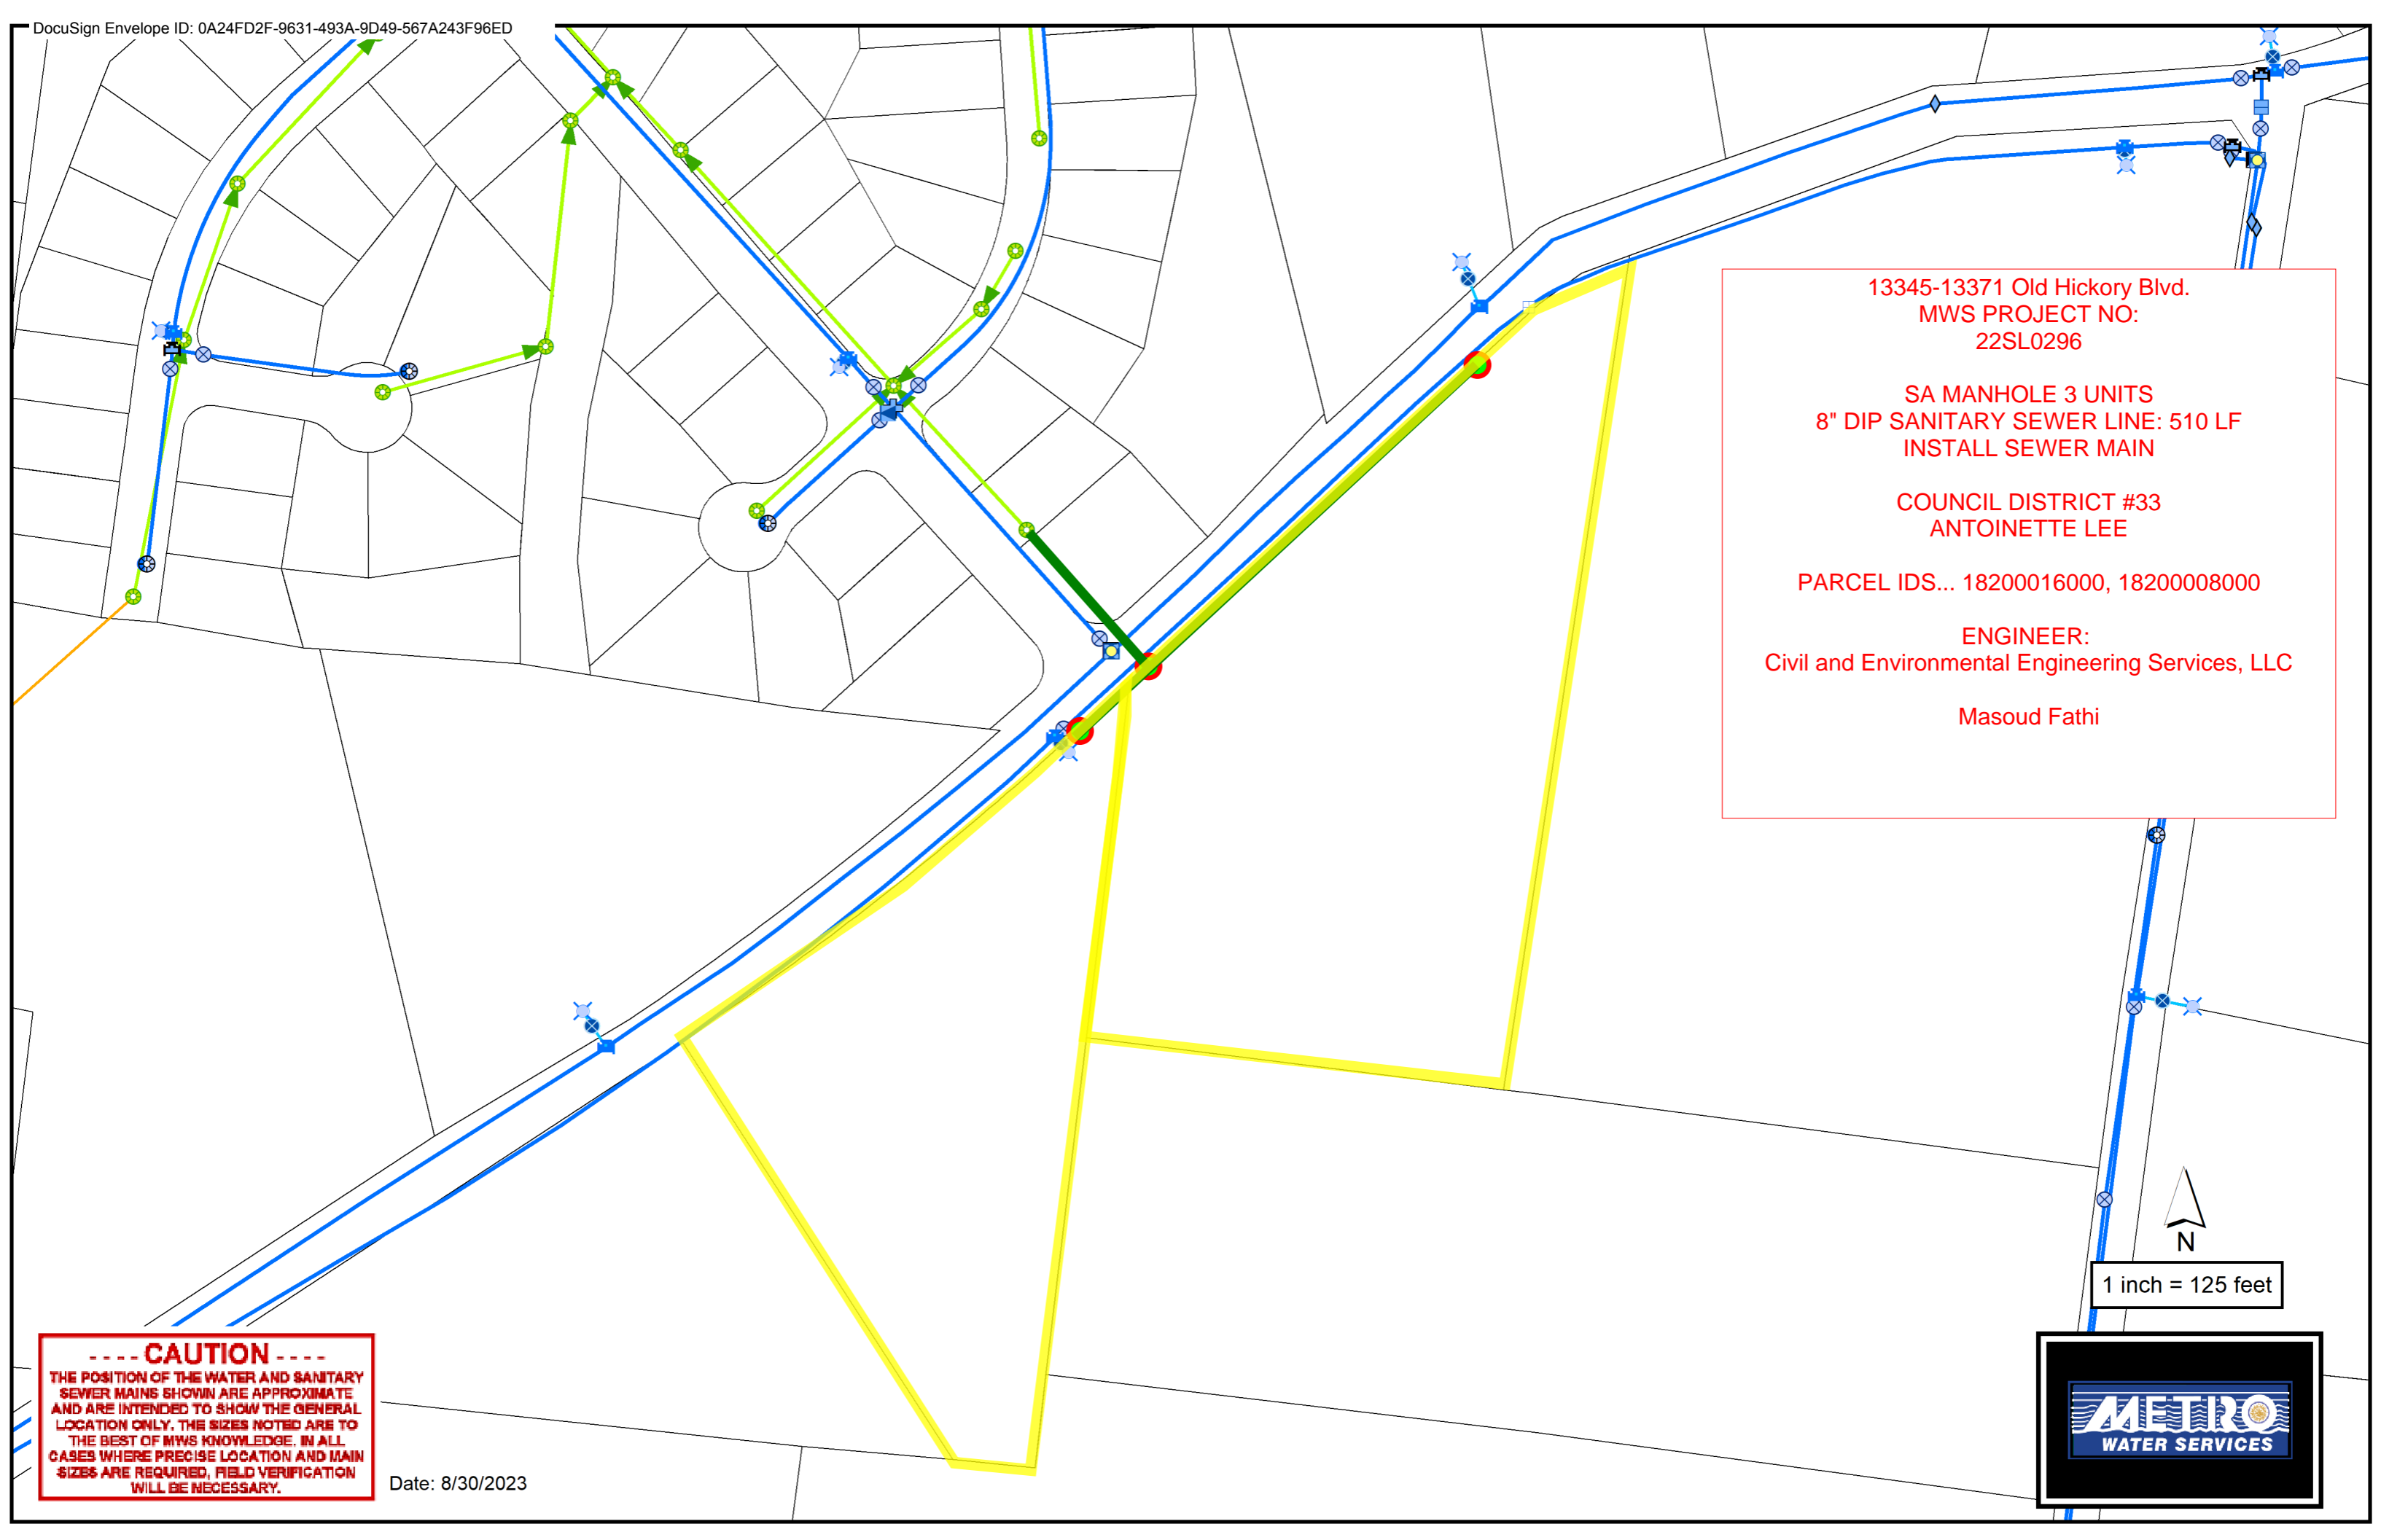 DocuSign Envelope ID: 0A24FD2F-9631-493A-9D49-567A243F96ED
13345-13371 Old Hickory Blvd.
MWS PROJECT NO:
22SL0296
SA MANHOLE 3 UNITS
8" DIP SANITARY SEWER LINE: 510 LF
INSTALL SEWER MAIN
COUNCIL DISTRICT #33
ANTOINETTE LEE
PARCEL IDS... 18200016000, 18200008000
ENGINEER:
Civil and Environmental Engineering Services, LLC
Masoud Fathi
N
1 inch = 125 feet
- - - - CAUTION - - - -
THE POSITION OF THE WATER AND SANITARY
SEWER MAINS SHOWN ARE APPROXIMATE
AND ARE INTENDED TO SHOW THE GENERAL
LOCATION ONLY. THE SIZES NOTED ARE TO
THE BEST OF MWS KNOWLEDGE. IN ALL
CASES WHERE PRECISE LOCATION AND MAIN
SIZES ARE REQUIRED, FIELD VERIFICATION
WILL BE NECESSARY.
Date: 8/30/2023
METRO
WATER SERVICES